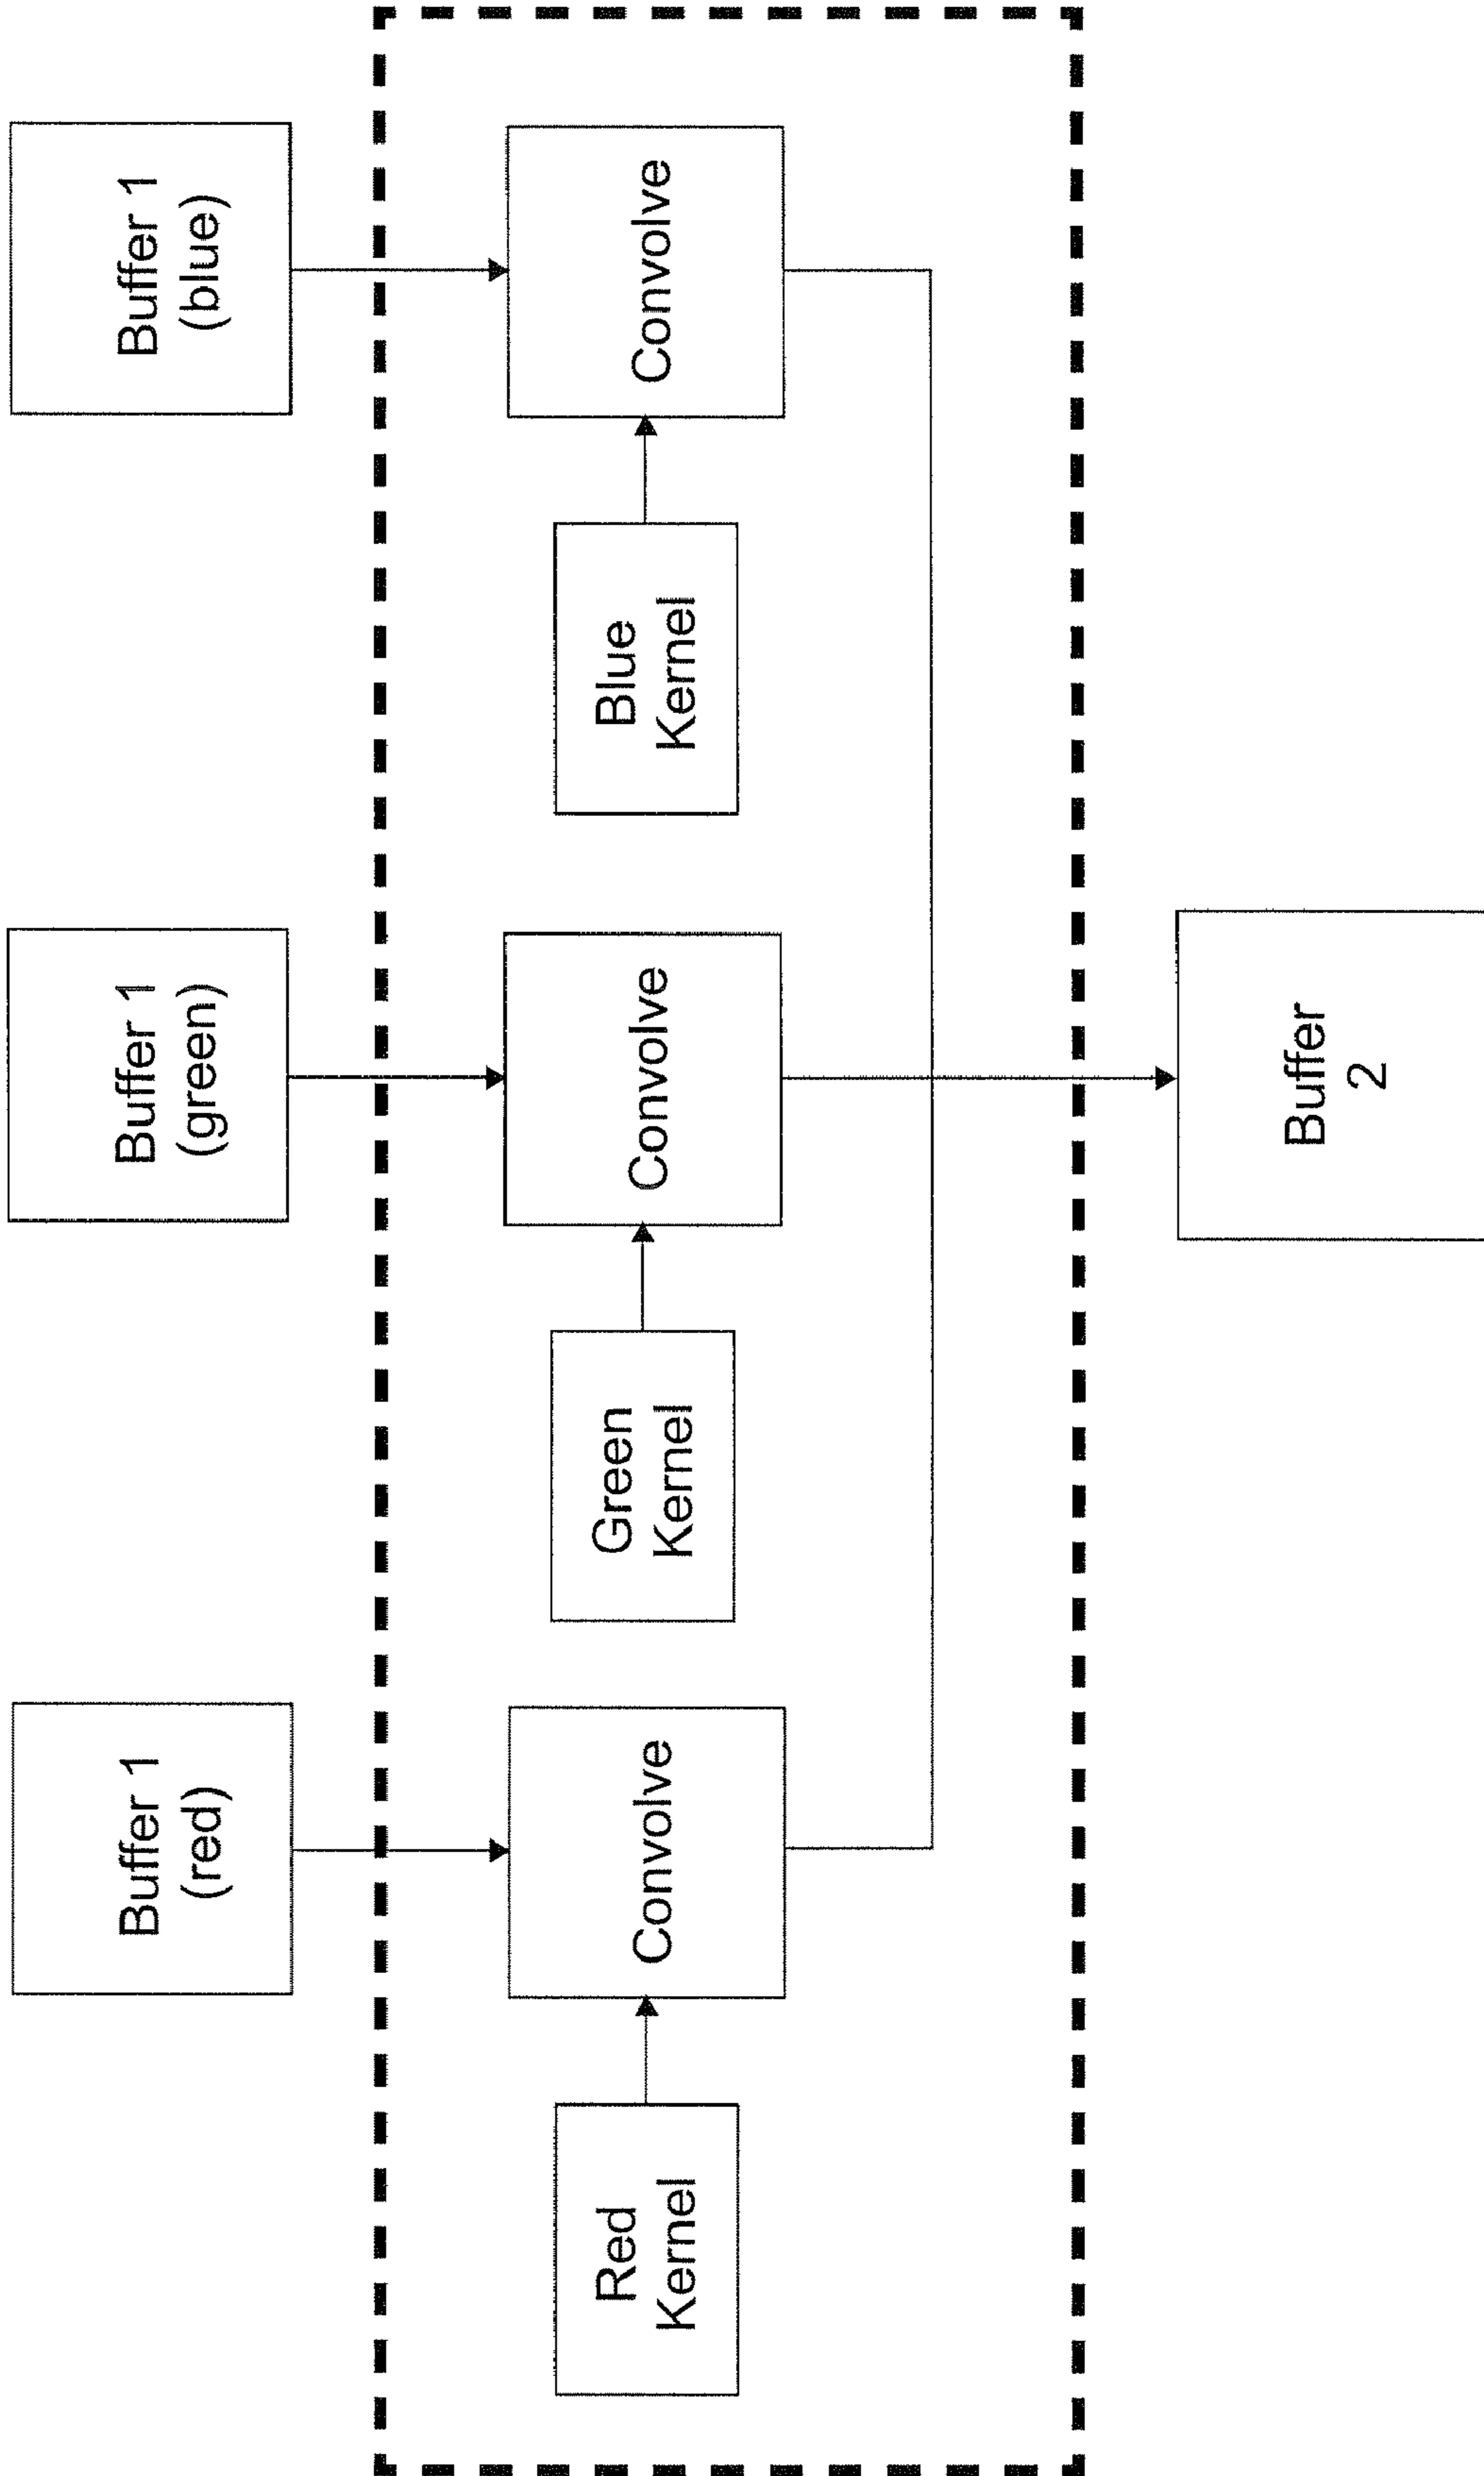 Buffer 1
(red)
Buffer 1
(green)
Buffer 1
(blue)
Red
Kernel
Convolve
Green
Kernel
Convolve
Blue
Kernel
Convolve
Buffer
2